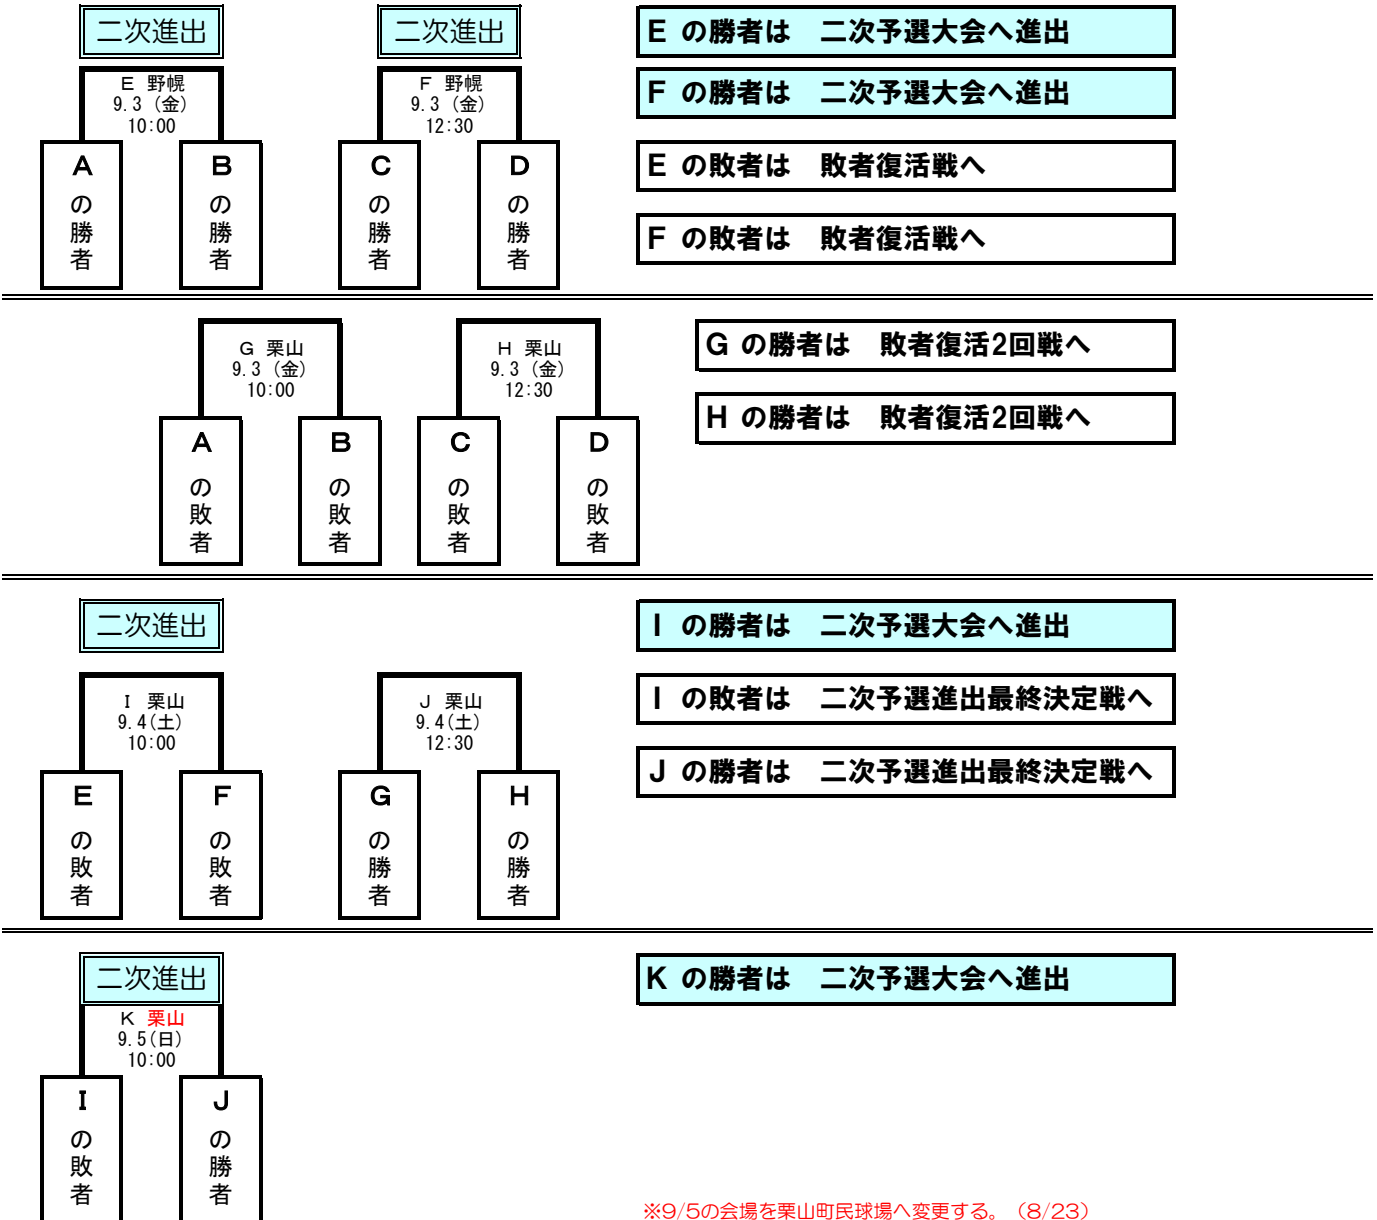 二次進出 二次進出 E の勝者は 二次予選大会へ進出
E 野幌 F 野幌
9.3 (金) 9.3 (金) F の勝者は 二次予選大会へ進出
10:00 12:30
A の勝者 B の勝者 C の勝者 D の勝者
E の敗者は 敗者復活戦へ
F の敗者は 敗者復活戦へ
G 栗山 H 栗山
9.3 (金) 9.3 (金)
10:00 12:30
G の勝者は 敗者復活2回戦へ
H の勝者は 敗者復活2回戦へ
A の敗者 B の敗者 C の敗者 D の敗者
二次進出 I の勝者は 二次予選大会へ進出
I 栗山 J 栗山
9.4(土) 9.4(土)
10:00 12:30
I の敗者は 二次予選進出最終決定戦へ
J の勝者は 二次予選進出最終決定戦へ
E の敗者 F の敗者 G の勝者 H の勝者
二次進出 K の勝者は 二次予選大会へ進出
K 栗山
9.5(日)
10:00
I の敗者 J の勝者
※9/5の会場を栗山町民球場へ変更する。（8/23）